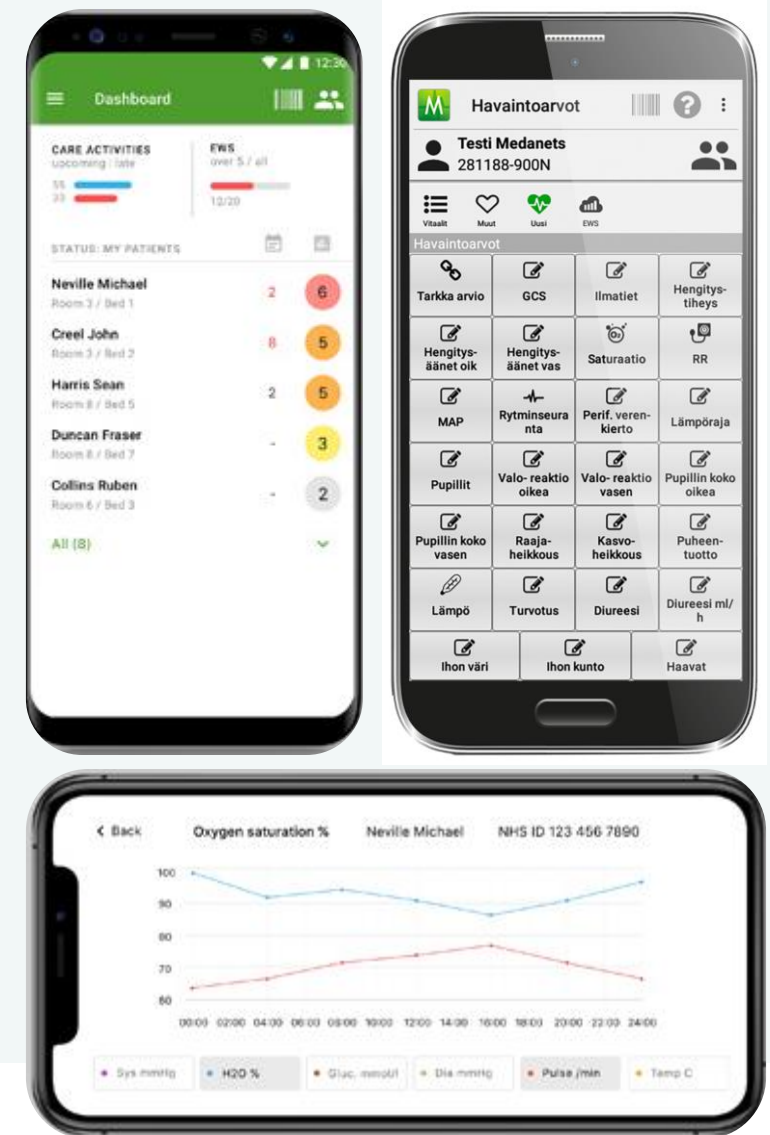 12:30
Dashboard
CARE ACTIVITIES
upcoming / late
EWS
over 5 / all
55
33
12/20
STATUS: MY PATIENTS
Neville Michael
Room 3 / Bed 1
2
6
Creel John
Room 3 / Bed 2
8
5
Harris Sean
Room 8 / Bed 5
2
5
Duncan Fraser
Room 8 / Bed 7
-
3
Collins Ruben
Room 6 / Bed 3
-
2
All (8)
M
Havaintoarvot
?
Testi Medanets
281188-900N
Vitaalit
Muut
Uusi
EWS
Havaintoarvot
Tarkka arvio
GCS
Ilmatiet
Hengitys-
tiheys
Hengitys-
äänet oik
Hengitys-
äänet vas
O₂
Saturaatio
RR
MAP
Rytminseura
nta
Perif. veren-
kierto
Lämpöraja
Pupillit
Valo- reaktio
oikea
Valo- reaktio
vasen
Pupillin koko
oikea
Pupillin koko
vasen
Raaja-
heikkous
Kasvo-
heikkous
Puheen-
tuotto
Lämpö
Turvotus
Diureesi
Diureesi ml/
h
Ihon väri
Ihon kunto
Haavat
Back
Oxygen saturation %
Neville Michael
NHS ID 123 456 7890
100
90
80
70
60
00:00 02:00 04:00 06:00 08:00 10:00 12:00 14:00 16:00 18:00 20:00 22:00 24:00
Sys mmHg
H2O %
Gluc. mmol/l
Dia mmHg
Pulse /min
Temp C